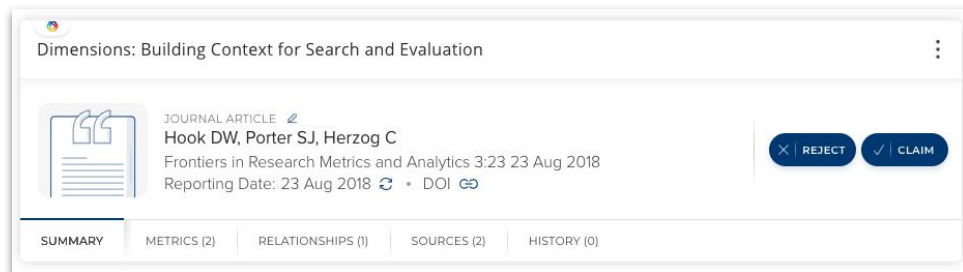 Dimensions: Building Context for Search and Evaluation
JOURNAL ARTICLE
Hook DW, Porter SJ, Herzog C
Frontiers in Research Metrics and Analytics 3:23 23 Aug 2018
Reporting Date: 23 Aug 2018 • DOI
REJECT CLAIM
SUMMARY METRICS (2) RELATIONSHIPS (1) SOURCES (2) HISTORY (0)